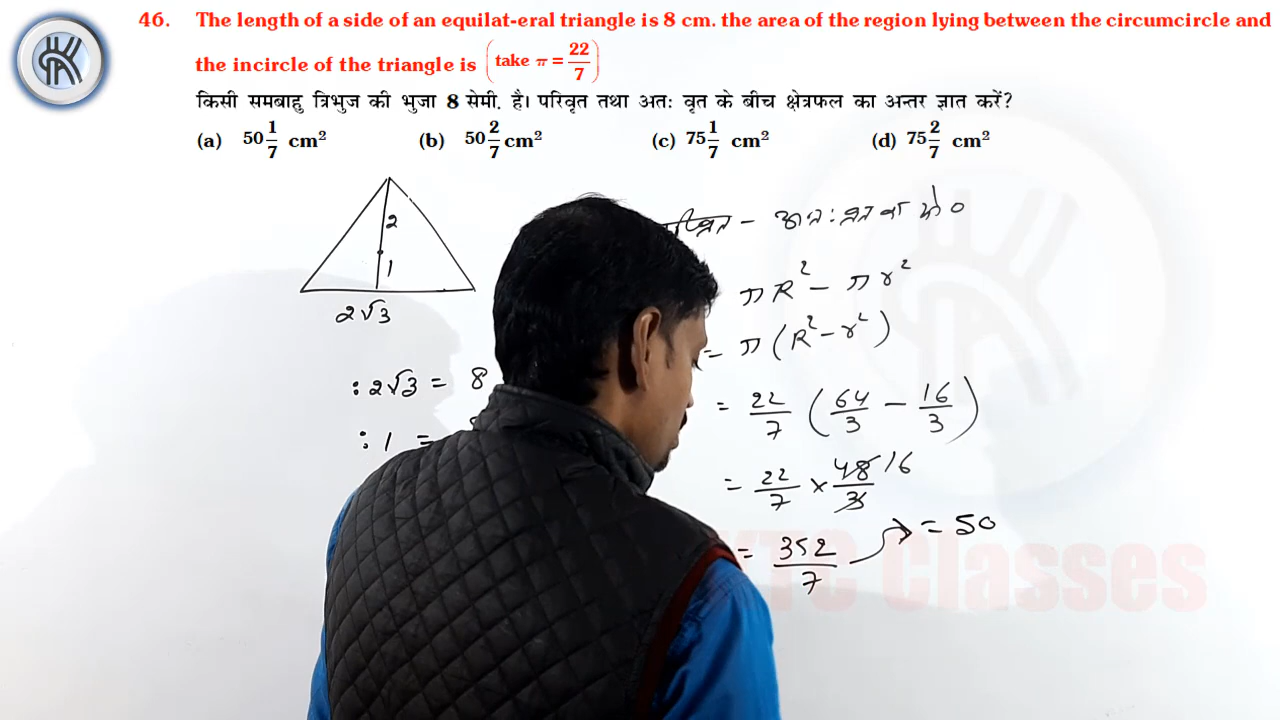 46. The length of a side of an equilat-eral triangle is 8 cm. the area of the region lying between the circumcircle and
the incircle of the triangle is (take π = 22/7)
किसी समबाहु त्रिभुज की भुजा 8 सेमी. है। परिवृत तथा अतः वृत के बीच क्षेत्रफल का अन्तर ज्ञात करें?
(a) 50 1/7 cm² (b) 50 2/7 cm² (c) 75 1/7 cm² (d) 75 2/7 cm²
2
1
2√3
: 2√3 = 8
: 1 =
πR² - πr²
= π(R² - r²)
= 22/7 (64/3 - 16/3)
= 22/7 × 48/3 16
= 352/7 → = 50
KTC Classes